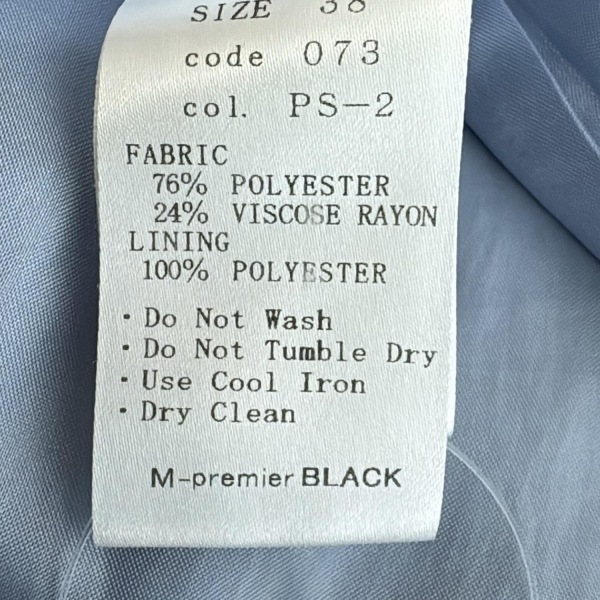 SIZE 38
code 073
col. PS-2
FABRIC
76% POLYESTER
24% VISCOSE RAYON
LINING
100% POLYESTER
・Do Not Wash
・Do Not Tumble Dry
・Use Cool Iron
・Dry Clean
M-premier BLACK